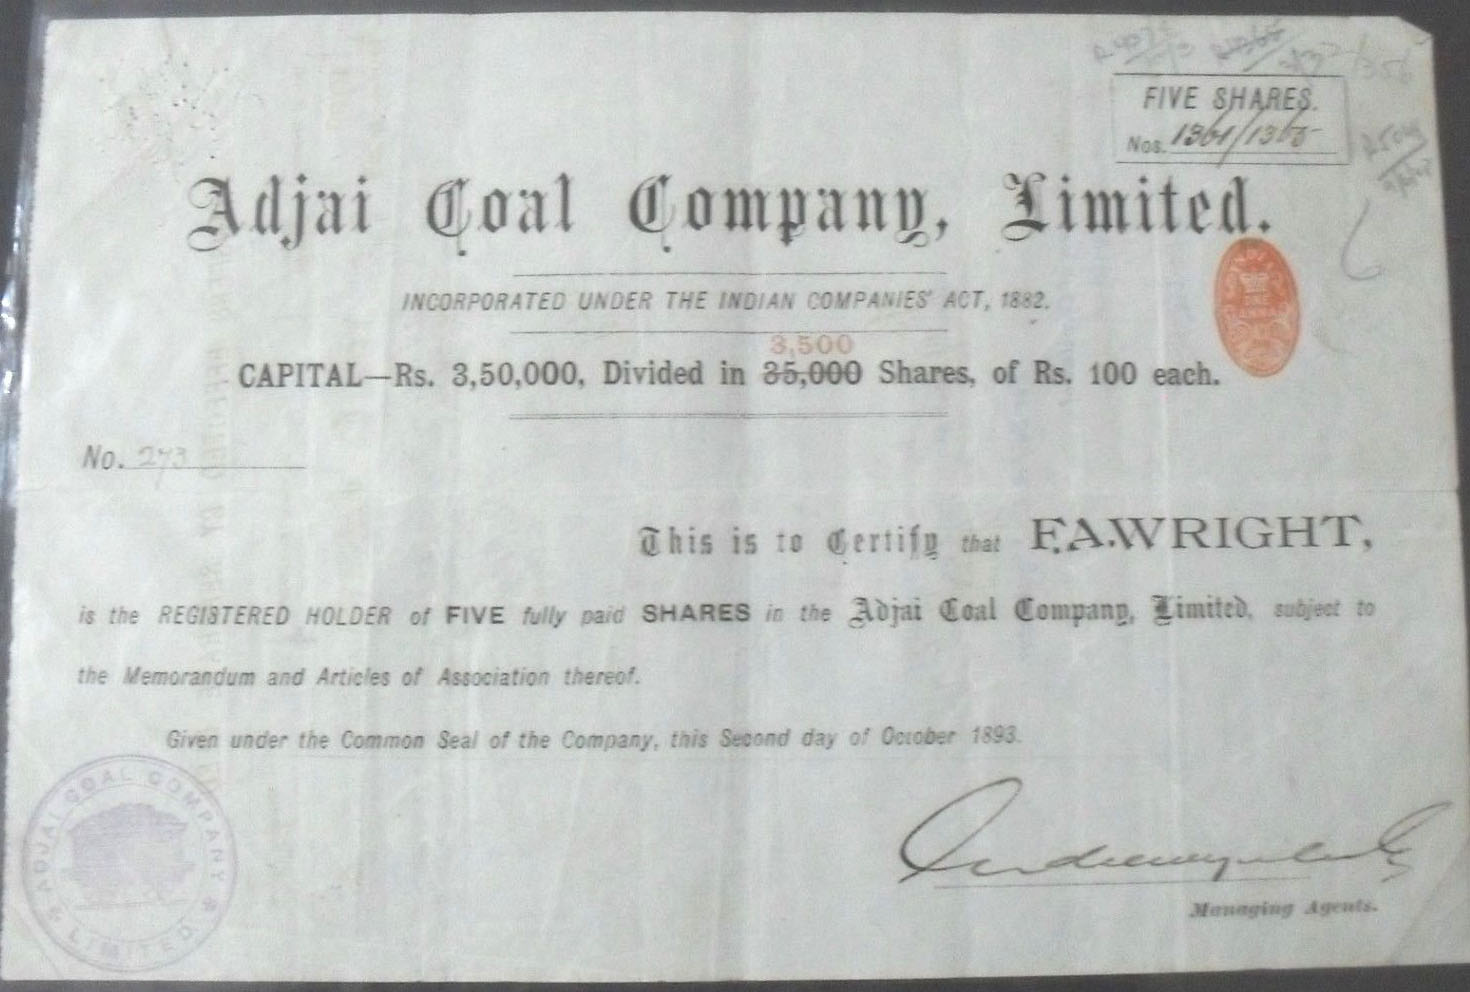 FIVE SHARES.
Nos. 1361/1365
Adjai Coal Company, Limited.
INCORPORATED UNDER THE INDIAN COMPANIES' ACT, 1882.
ONE
ANNA
3,500
CAPITAL—Rs. 3,50,000, Divided in 35,000 Shares, of Rs. 100 each.
No. 273
This is to Certify that F.A.WRIGHT,
is the REGISTERED HOLDER of FIVE fully paid SHARES in the Adjai Coal Company, Limited, subject to
the Memorandum and Articles of Association thereof.
Given under the Common Seal of the Company, this Second day of October 1893.
ADJAI COAL COMPANY
LIMITED
Managing Agents.